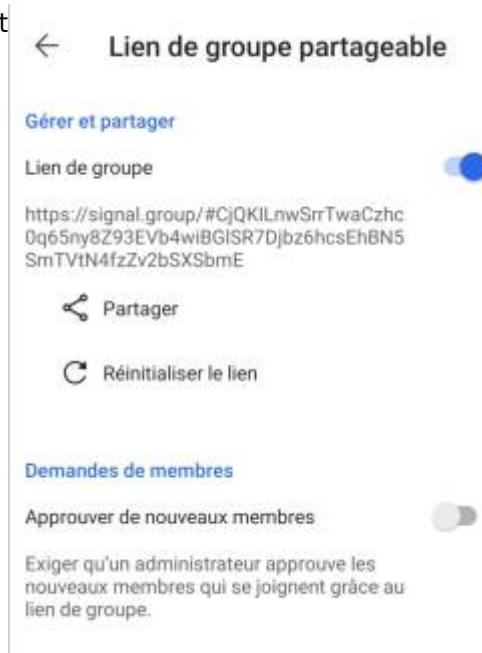 t
Lien de groupe partageable
Gérer et partager
Lien de groupe
https://signal.group/#CjQKILnwSrrTwaCzhc
0q65ny8Z93EVb4wiBGlSR7Djbz6hcsEhBN5
SmTVtN4fzZv2bSXSbmE
Partager
Réinitialiser le lien
Demandes de membres
Approuver de nouveaux membres
Exiger qu'un administrateur approuve les
nouveaux membres qui se joignent grâce au
lien de groupe.